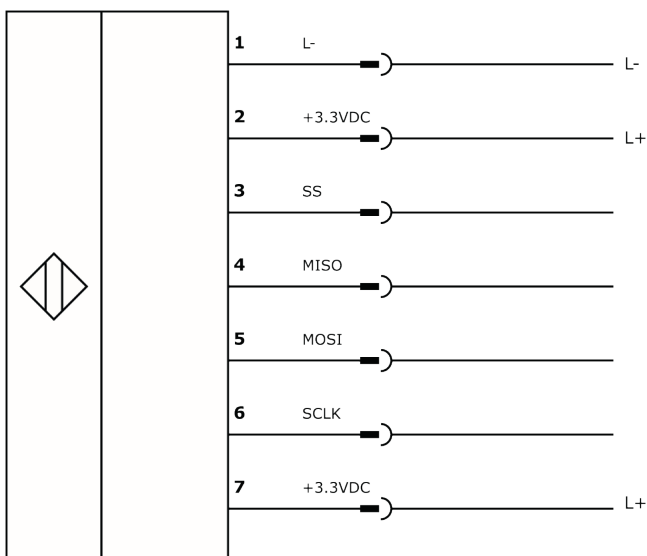 1 L- L-
2 +3.3VDC L+
3 SS
4 MISO
5 MOSI
6 SCLK
7 +3.3VDC L+